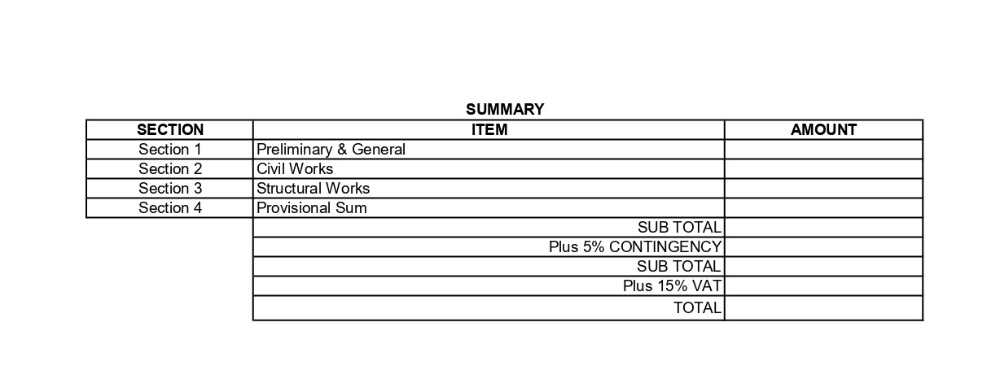 SUMMARY
SECTION ITEM AMOUNT
Section 1 Preliminary & General
Section 2 Civil Works
Section 3 Structural Works
Section 4 Provisional Sum
SUB TOTAL
Plus 5% CONTINGENCY
SUB TOTAL
Plus 15% VAT
TOTAL